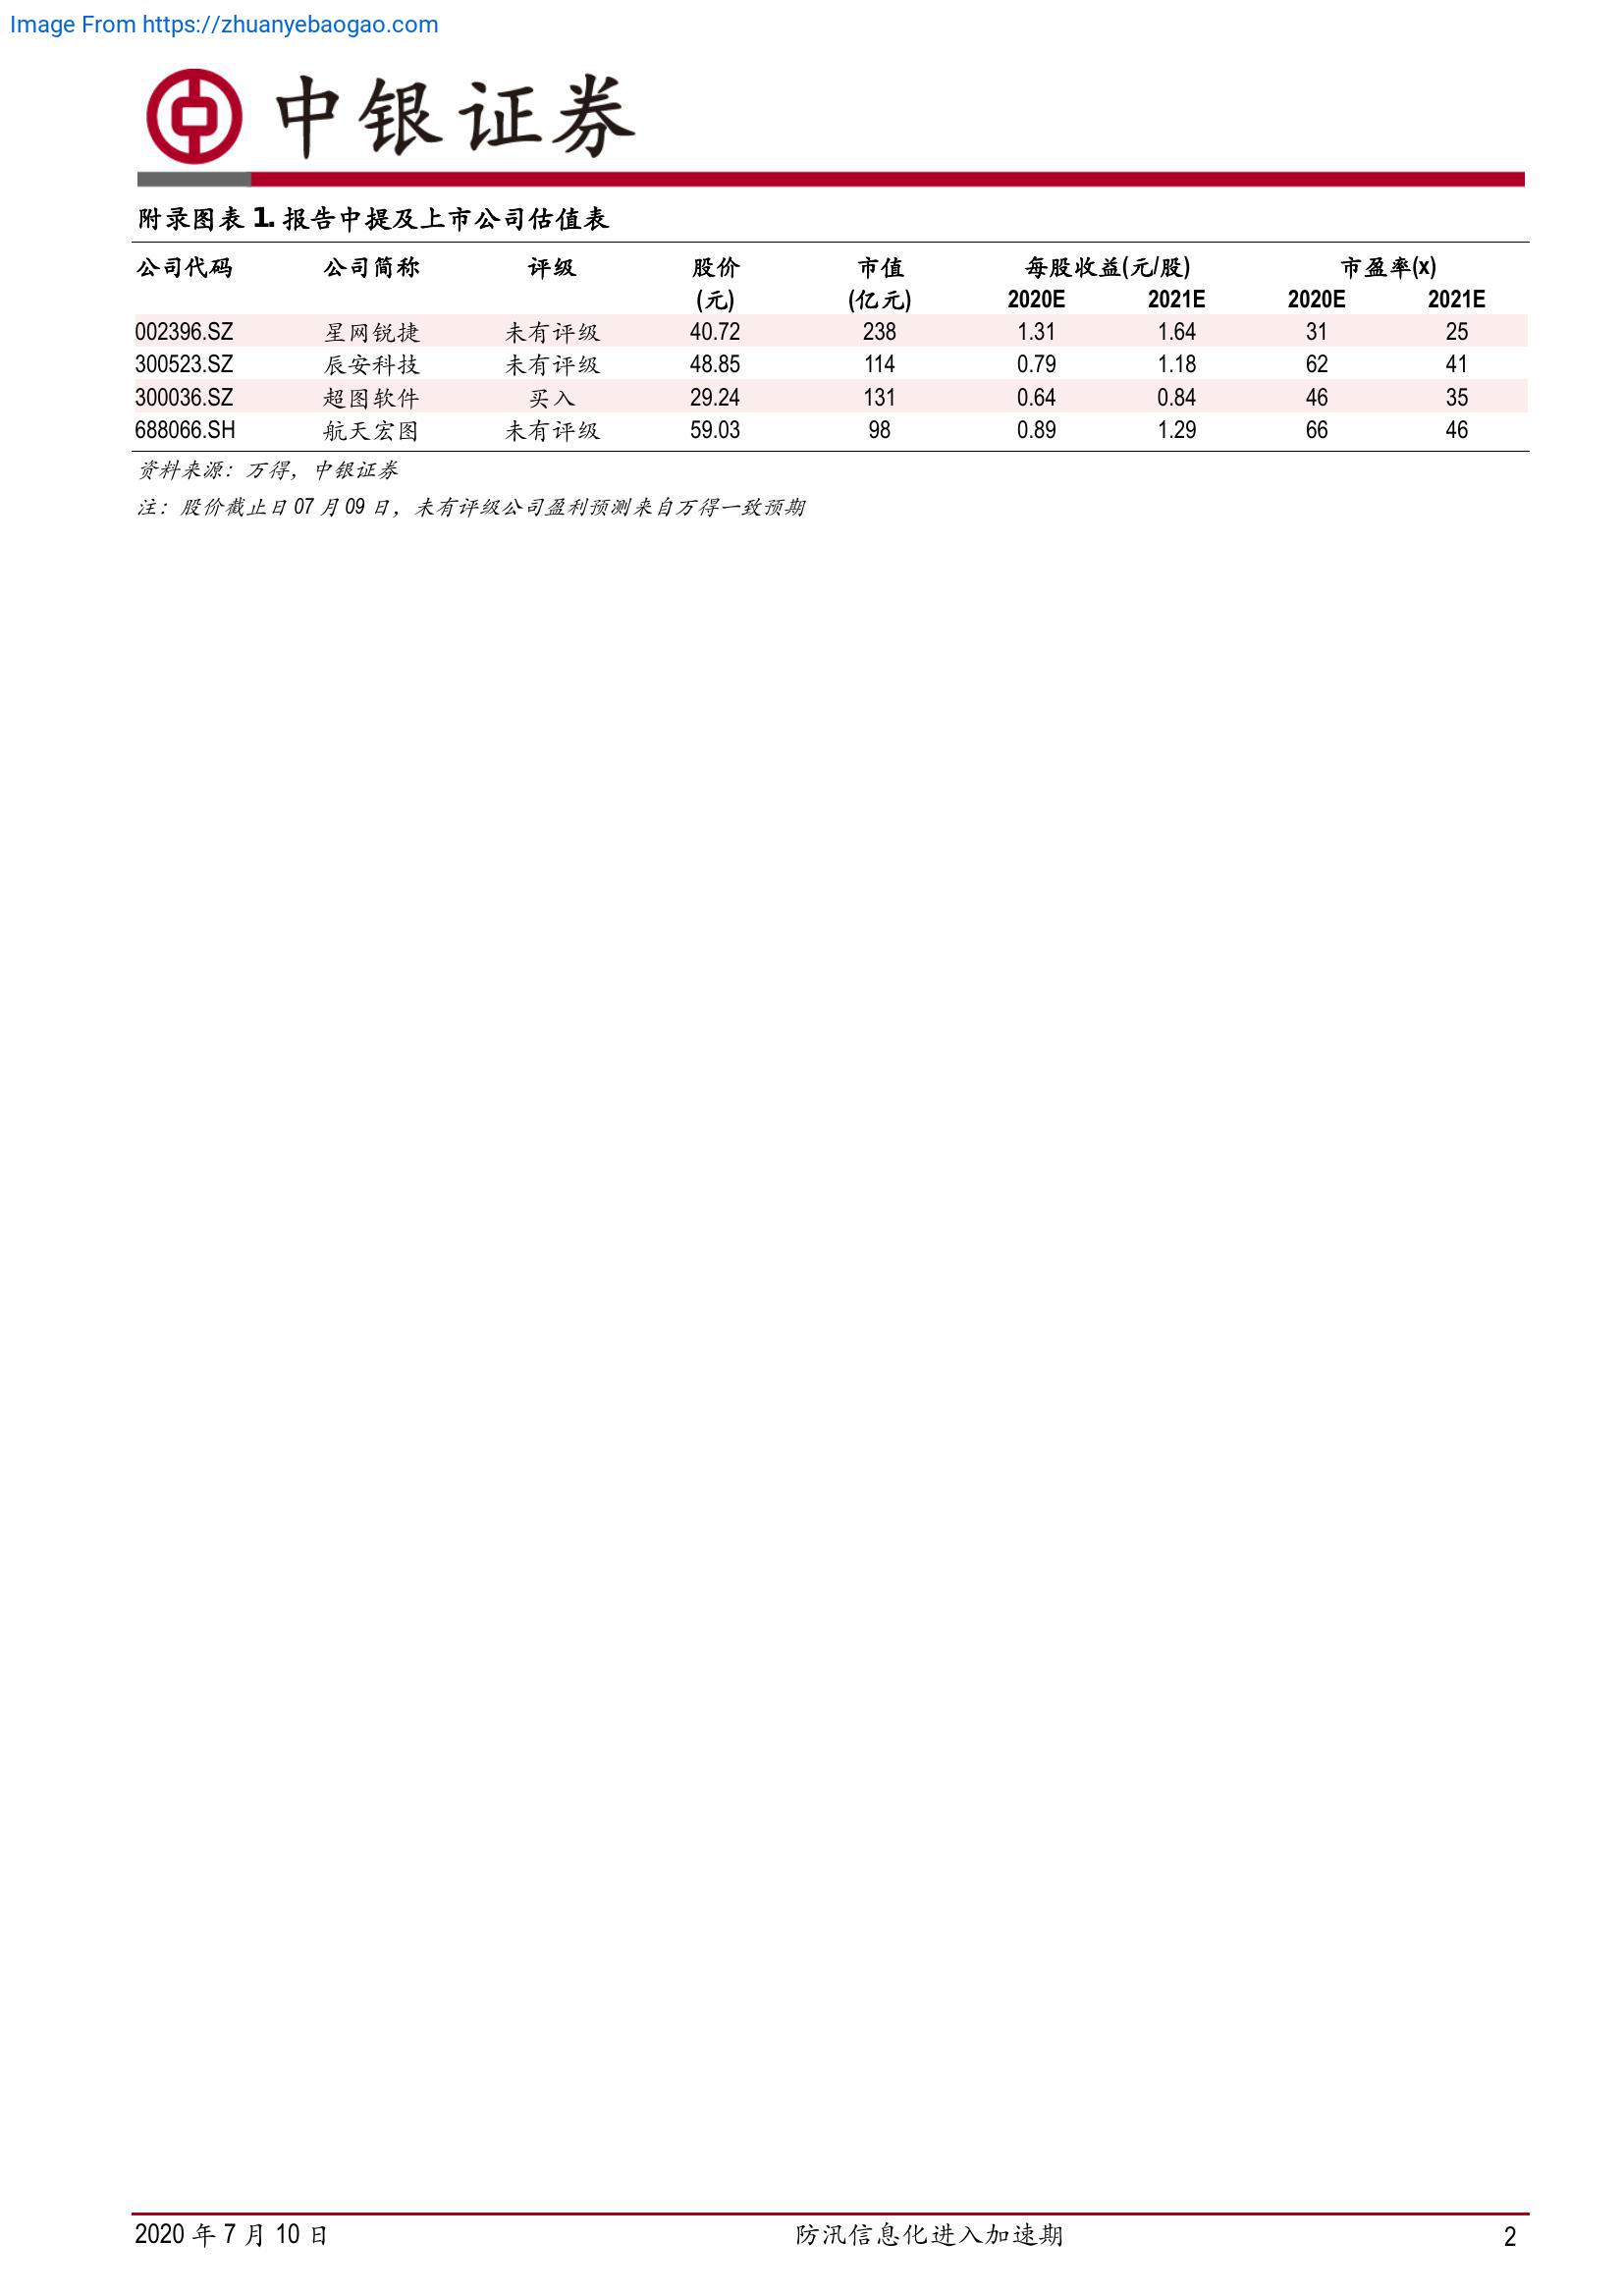 Image From https://zhuanyebaogao.com
中银证券
附录图表 1. 报告中提及上市公司估值表
公司代码 公司简称 评级 股价 市值 每股收益(元/股) 市盈率(x)
(元) (亿元) 2020E 2021E 2020E 2021E
002396.SZ 星网锐捷 未有评级 40.72 238 1.31 1.64 31 25
300523.SZ 辰安科技 未有评级 48.85 114 0.79 1.18 62 41
300036.SZ 超图软件 买入 29.24 131 0.64 0.84 46 35
688066.SH 航天宏图 未有评级 59.03 98 0.89 1.29 66 46
资料来源：万得，中银证券
注：股价截止日 07 月 09 日，未有评级公司盈利预测来自万得一致预期
2020 年 7 月 10 日 防汛信息化进入加速期 2